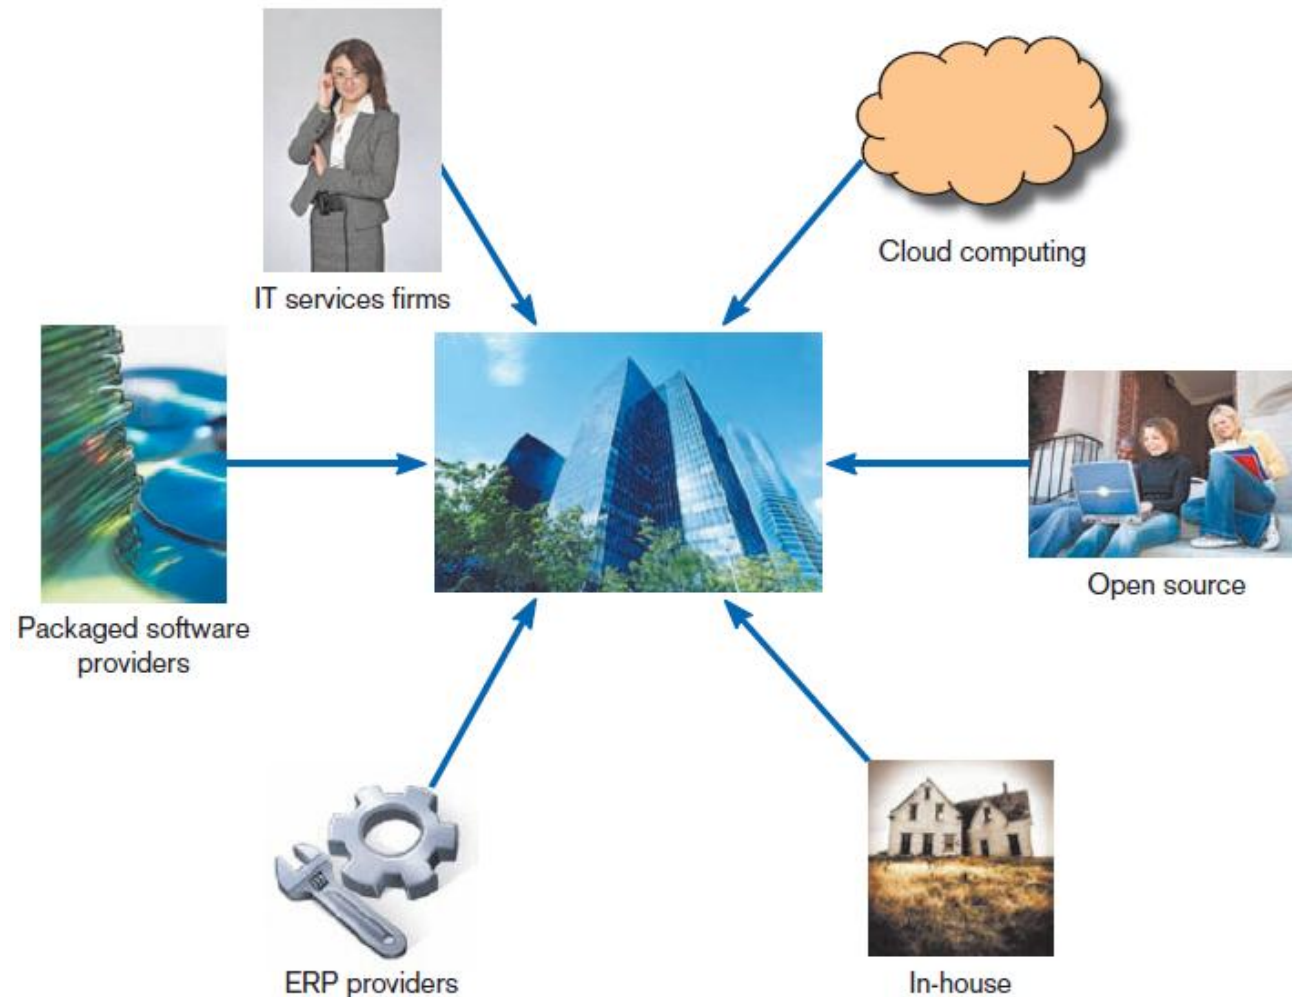 IT services firms
Cloud computing
Packaged software
providers
Open source
ERP providers
In-house